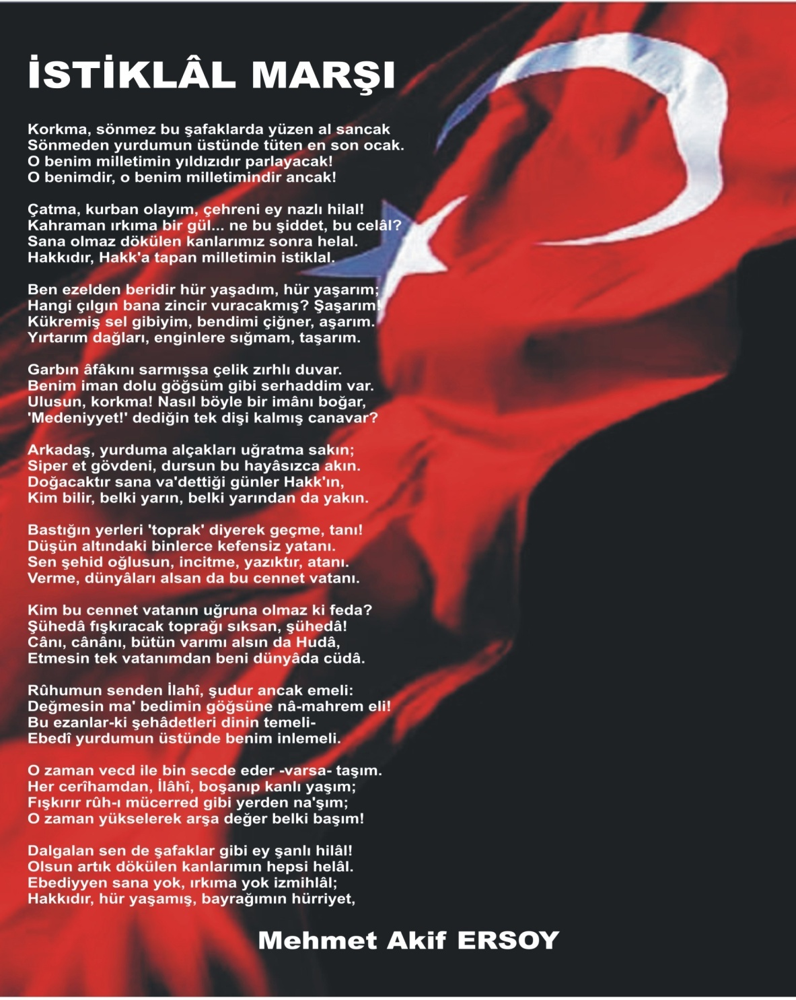 İSTİKLÂL MARŞI
Korkma, sönmez bu şafaklarda yüzen al sancak
Sönmeden yurdumun üstünde tüten en son ocak.
O benim milletimin yıldızıdır parlayacak!
O benimdir, o benim milletimindir ancak!
Çatma, kurban olayım, çehreni ey nazlı hilal!
Kahraman ırkıma bir gül... ne bu şiddet, bu celâl?
Sana olmaz dökülen kanlarımız sonra helal.
Hakkıdır, Hakk'a tapan milletimin istiklal.
Ben ezelden beridir hür yaşadım, hür yaşarım;
Hangi çılgın bana zincir vuracakmış? Şaşarım!
Kükremiş sel gibiyim, bendimi çiğner, aşarım.
Yırtarım dağları, enginlere sığmam, taşarım.
Garbın âfâkını sarmışsa çelik zırhlı duvar.
Benim iman dolu göğsüm gibi serhaddim var.
Ulusun, korkma! Nasıl böyle bir imânı boğar,
'Medeniyyet!' dediğin tek dişi kalmış canavar?
Arkadaş, yurduma alçakları uğratma sakın;
Siper et gövdeni, dursun bu hayâsızca akın.
Doğacaktır sana va'dettiği günler Hakk'ın,
Kim bilir, belki yarın, belki yarından da yakın.
Bastığın yerleri 'toprak' diyerek geçme, tanı!
Düşün altındaki binlerce kefensiz yatanı.
Sen şehid oğlusun, incitme, yazıktır, atanı.
Verme, dünyâları alsan da bu cennet vatanı.
Kim bu cennet vatanın uğruna olmaz ki feda?
Şühedâ fışkıracak toprağı sıksan, şühedâ!
Cânı, cânânı, bütün varımı alsın da Hudâ,
Etmesin tek vatanımdan beni dünyâda cüdâ.
Rûhumun senden İlahî, şudur ancak emeli:
Değmesin ma' bedimin göğsüne nâ-mahrem eli!
Bu ezanlar-ki şehâdetleri dinin temeli-
Ebedî yurdumun üstünde benim inlemeli.
O zaman vecd ile bin secde eder -varsa- taşım.
Her cerîhamdan, İlâhî, boşanıp kanlı yaşım;
Fışkırır rûh-ı mücerred gibi yerden na'şım;
O zaman yükselerek arşa değer belki başım!
Dalgalan sen de şafaklar gibi ey şanlı hilâl!
Olsun artık dökülen kanlarımın hepsi helâl.
Ebediyyen sana yok, ırkıma yok izmihlâl;
Hakkıdır, hür yaşamış, bayrağımın hürriyet,
Mehmet Akif ERSOY